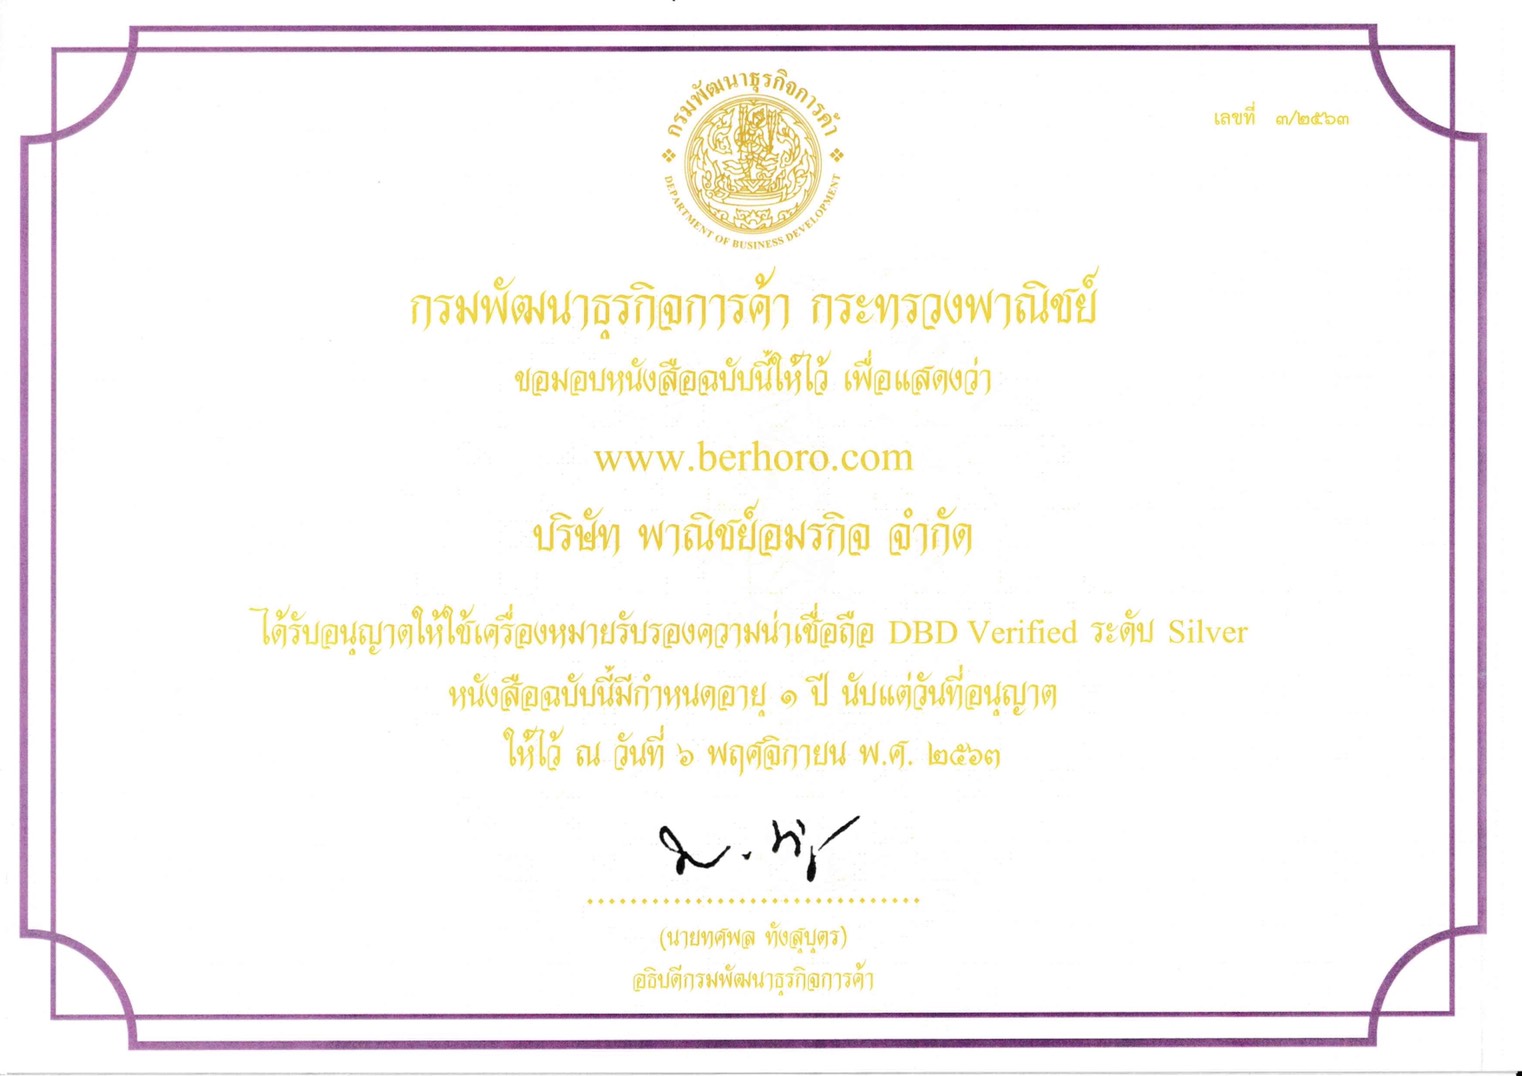 กรมพัฒนาธุรกิจการค้า
DEPARTMENT OF BUSINESS DEVELOPMENT
เลขที่ ๓/๒๕๖๓
กรมพัฒนาธุรกิจการค้า กระทรวงพาณิชย์
ขอมอบหนังสือฉบับนี้ให้ไว้ เพื่อแสดงว่า
www.berhoro.com
บริษัท พาณิชย์อมรกิจ จำกัด
ได้รับอนุญาตให้ใช้เครื่องหมายรับรองความน่าเชื่อถือ DBD Verified ระดับ Silver
หนังสือฉบับนี้มีกำหนดอายุ ๑ ปี นับแต่วันที่อนุญาต
ให้ไว้ ณ วันที่ ๖ พฤศจิกายน พ.ศ. ๒๕๖๓
(นายทศพล ทังสุบุตร)
อธิบดีกรมพัฒนาธุรกิจการค้า